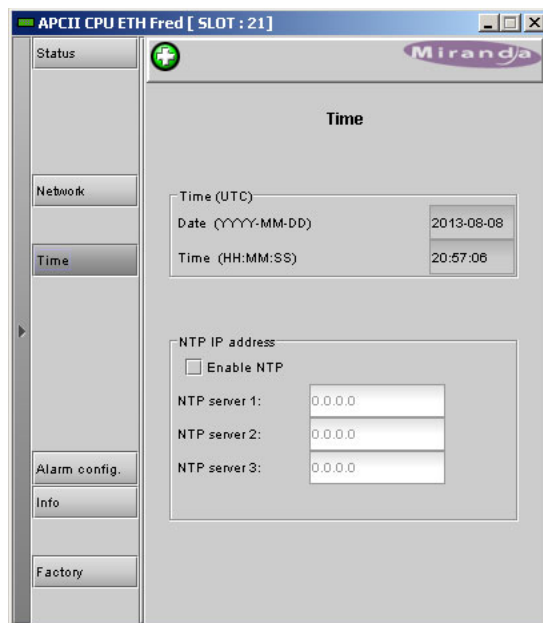 APCII CPU ETH Fred [ SLOT : 21 ]
Status
Miranda
Time
Network
Time (UTC)
Date (YYYY-MM-DD) 2013-08-08
Time
Time (HH:MM:SS) 20:57:06
NTP IP address
Enable NTP
NTP server 1: 0.0.0.0
NTP server 2: 0.0.0.0
Alarm config.
NTP server 3: 0.0.0.0
Info
Factory